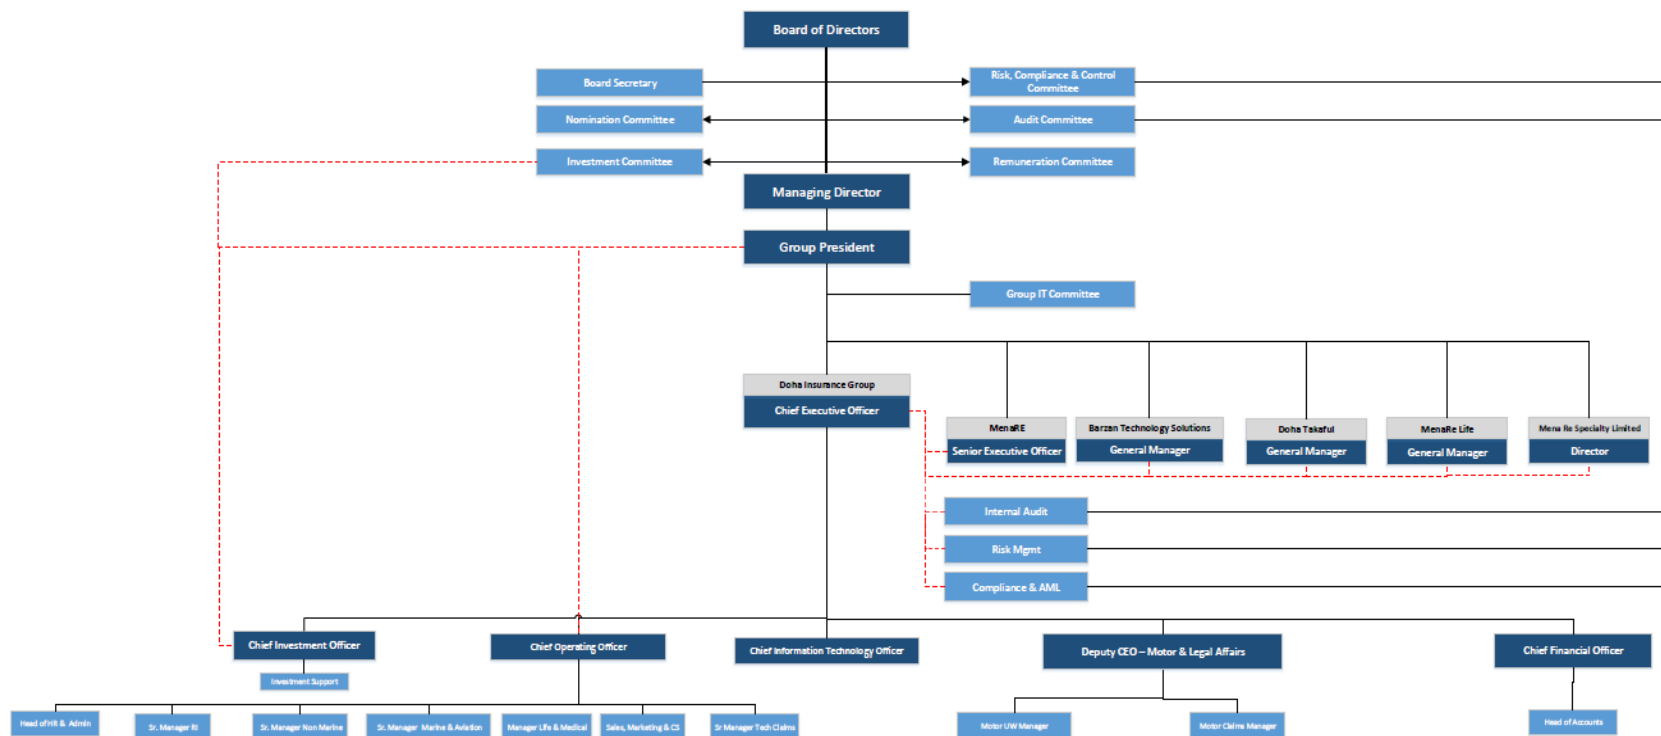 Board of Directors
Board Secretary
Risk, Compliance & Control
Committee
Nomination Committee
Audit Committee
Investment Committee
Remuneration Committee
Managing Director
Group President
Group IT Committee
Doha Insurance Group
Chief Executive Officer
MenaRE
Senior Executive Officer
Barzan Technology Solutions
General Manager
Doha Takaful
General Manager
MenaRe Life
General Manager
Mena Re Specialty Limited
Director
Internal Audit
Risk Mgmt
Compliance & AML
Chief Investment Officer
Chief Operating Officer
Chief Information Technology Officer
Deputy CEO – Motor & Legal Affairs
Chief Financial Officer
Investment Support
Head of HR & Admin
Sr. Manager RI
Sr. Manager Non Marine
Sr. Manager Marine & Aviation
Manager Life & Medical
Sales, Marketing & CS
Sr Manager Tech Claims
Motor UW Manager
Motor Claims Manager
Head of Accounts